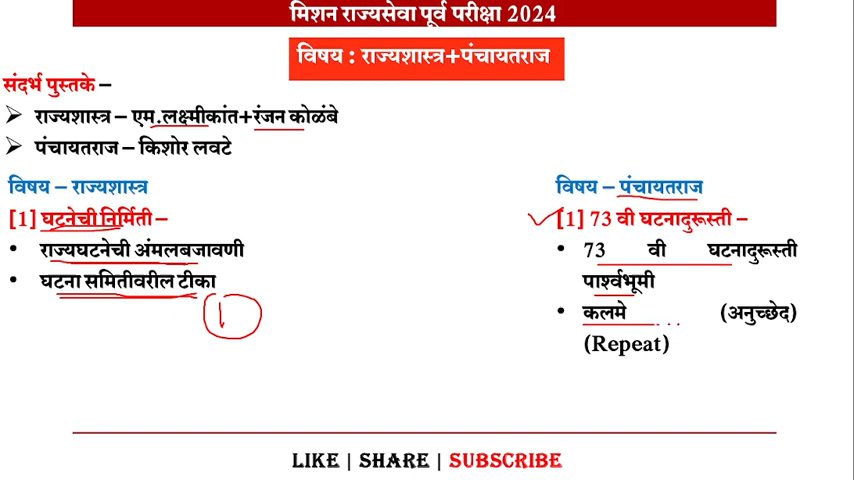 मिशन राज्यसेवा पूर्व परीक्षा 2024
विषय : राज्यशास्त्र+पंचायतराज
संदर्भ पुस्तके –
➢ राज्यशास्त्र – एम.लक्ष्मीकांत+रंजन कोळंबे
➢ पंचायतराज – किशोर लवटे
विषय – राज्यशास्त्र
[1] घटनेची निर्मिती –
• राज्यघटनेची अंमलबजावणी
• घटना समितीवरील टीका
1
विषय – पंचायतराज
[1] 73 वी घटनादुरूस्ती –
• 73 वी घटनादुरूस्ती
पार्श्वभूमी
• कलमे (अनुच्छेद)
(Repeat)
LIKE | SHARE | SUBSCRIBE